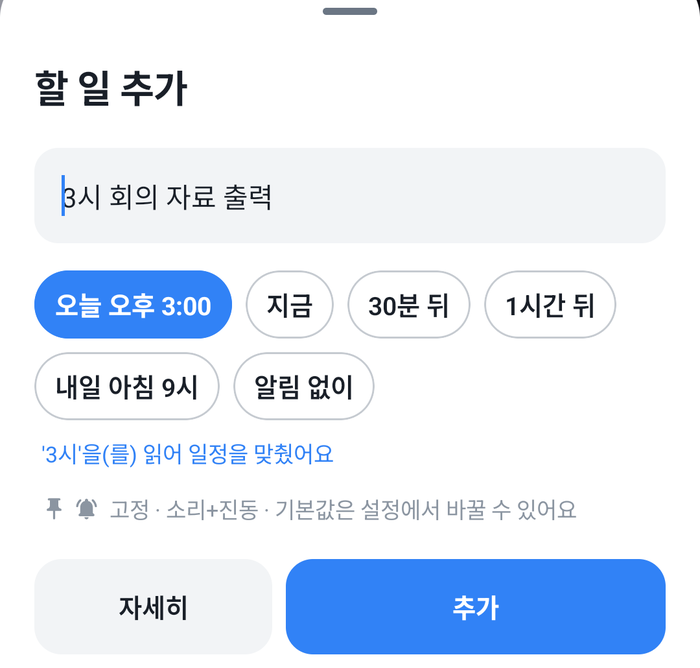 할 일 추가
3시 회의 자료 출력
오늘 오후 3:00 지금 30분 뒤 1시간 뒤
내일 아침 9시 알림 없이
'3시'을(를) 읽어 일정을 맞췄어요
고정 · 소리+진동 · 기본값은 설정에서 바꿀 수 있어요
자세히 추가